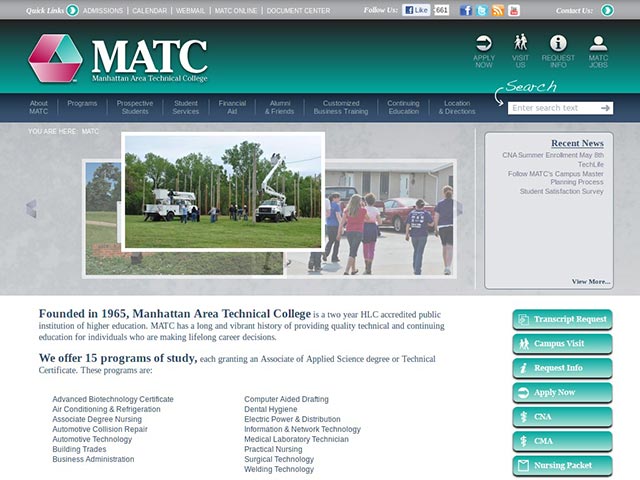 Quick Links ADMISSIONS CALENDAR WEBMAIL MATC ONLINE DOCUMENT CENTER Follow Us: Like 661 Contact Us:
MATC
Manhattan Area Technical College
APPLY NOW
VISIT US
REQUEST INFO
MATC JOBS
Search
Enter search text
About MATC
Programs
Prospective Students
Student Services
Financial Aid
Alumni & Friends
Customized Business Training
Continuing Education
Location & Directions
YOU ARE HERE: MATC
Recent News
CNA Summer Enrollment May 8th
TechLife
Follow MATC's Campus Master
Planning Process
Student Satisfaction Survey
View More...
Founded in 1965, Manhattan Area Technical College is a two year HLC accredited public
institution of higher education. MATC has a long and vibrant history of providing quality technical and continuing
education for individuals who are making lifelong career decisions.
We offer 15 programs of study, each granting an Associate of Applied Science degree or Technical
Certificate. These programs are:
Advanced Biotechnology Certificate
Air Conditioning & Refrigeration
Associate Degree Nursing
Automotive Collision Repair
Automotive Technology
Building Trades
Business Administration
Computer Aided Drafting
Dental Hygiene
Electric Power & Distribution
Information & Network Technology
Medical Laboratory Technician
Practical Nursing
Surgical Technology
Welding Technology
Transcript Request
Campus Visit
Request Info
Apply Now
CNA
CMA
Nursing Packet